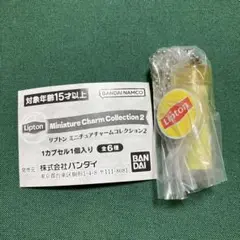 対象年齢15才以上
BANDAI NAMCO
Lipton Miniature Charm Collection 2
リプトン ミニチュアチャームコレクション2
1カプセル1個入り 全6種
発売元 株式会社バンダイ
BANDAI
Lipton